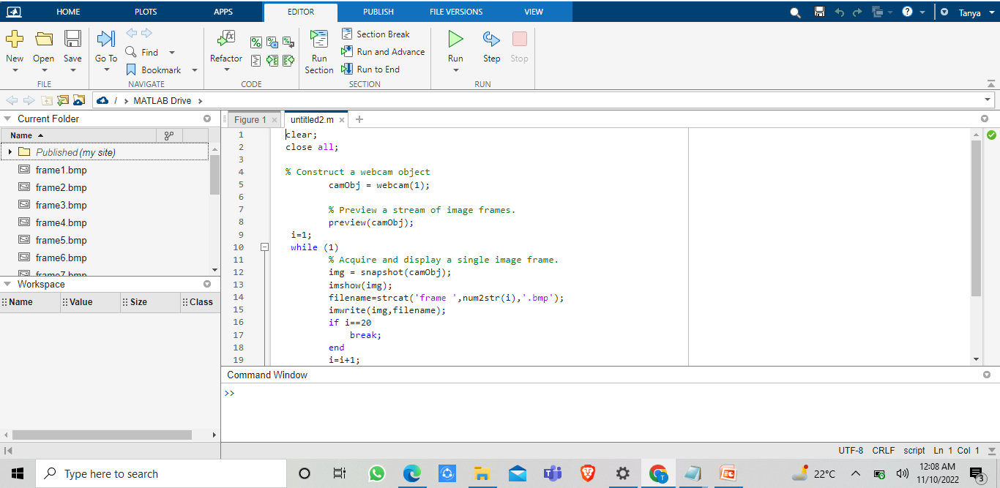 HOME PLOTS APPS EDITOR PUBLISH FILE VERSIONS VIEW Tanya
New Open Save Go To Find Bookmark Refactor Run Section Section Break Run and Advance Run to End Run Step Stop
FILE NAVIGATE CODE SECTION RUN
/ MATLAB Drive
Current Folder
Name
Published (my site)
frame1.bmp
frame2.bmp
frame3.bmp
frame4.bmp
frame5.bmp
frame6.bmp
frame7.bmp
Workspace
Name Value Size Class
Figure 1 untitled2.m
1 clear;
2 close all;
3
4 % Construct a webcam object
5 camObj = webcam(1);
6
7 % Preview a stream of image frames.
8 preview(camObj);
9 i=1;
10 while (1)
11 % Acquire and display a single image frame.
12 img = snapshot(camObj);
13 imshow(img);
14 filename=strcat('frame ',num2str(i),'.bmp');
15 imwrite(img,filename);
16 if i==20
17 break;
18 end
19 i=i+1;
Command Window
>>
UTF-8 CRLF script Ln 1 Col 1
Type here to search
22°C
12:08 AM
11/10/2022
3